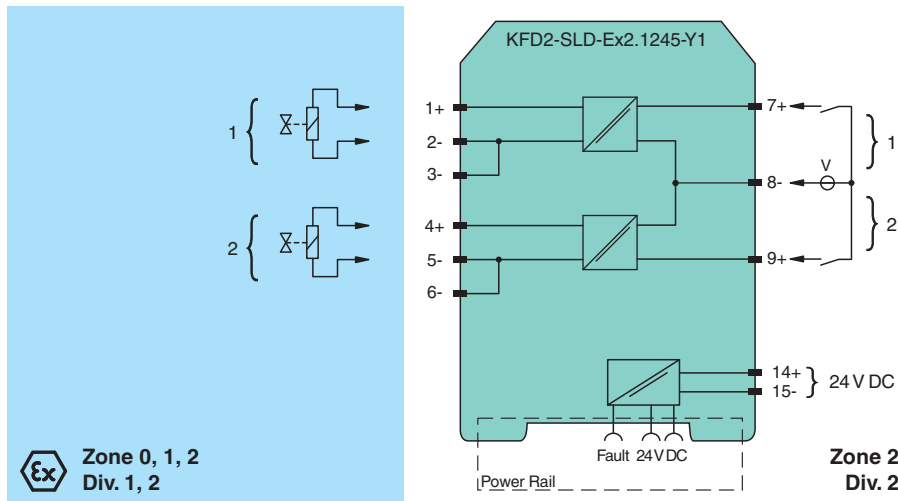 KFD2-SLD-Ex2.1245-Y1
1
1+
2-
3-
7+
1
V
8-
2
4+
5-
6-
2
9+
14+
15-
24 V DC
Fault 24 V DC
Power Rail
Ex
Zone 0, 1, 2
Div. 1, 2
Zone 2
Div. 2